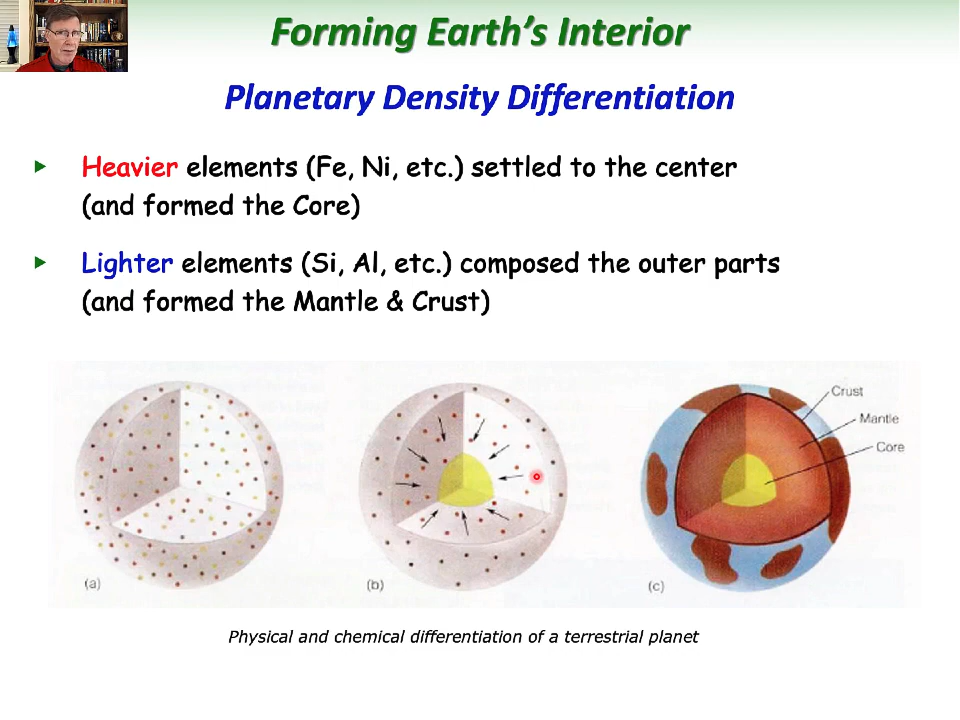 Forming Earth's Interior
Planetary Density Differentiation
Heavier elements (Fe, Ni, etc.) settled to the center
(and formed the Core)
Lighter elements (Si, Al, etc.) composed the outer parts
(and formed the Mantle & Crust)
Crust
Mantle
Core
(a)
(b)
(c)
Physical and chemical differentiation of a terrestrial planet